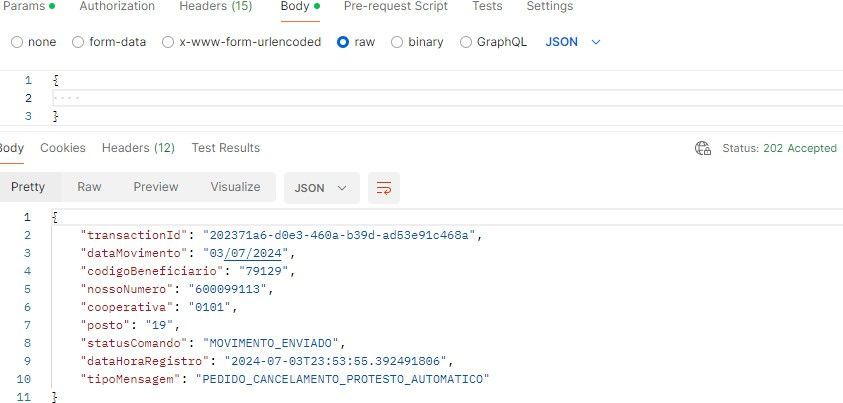 Params Authorization Headers (15) Body Pre-request Script Tests Settings
none form-data x-www-form-urlencoded raw binary GraphQL JSON
1 {
2 ····
3 }
Body Cookies Headers (12) Test Results Status: 202 Accepted
Pretty Raw Preview Visualize JSON
1 {
2 "transactionId": "202371a6-d0e3-460a-b39d-ad53e91c468a",
3 "dataMovimento": "03/07/2024",
4 "codigoBeneficiario": "79129",
5 "nossoNumero": "600099113",
6 "cooperativa": "0101",
7 "posto": "19",
8 "statusComando": "MOVIMENTO_ENVIADO",
9 "dataHoraRegistro": "2024-07-03T23:53:55.392491806",
10 "tipoMensagem": "PEDIDO_CANCELAMENTO_PROTESTO_AUTOMATICO"
11 }